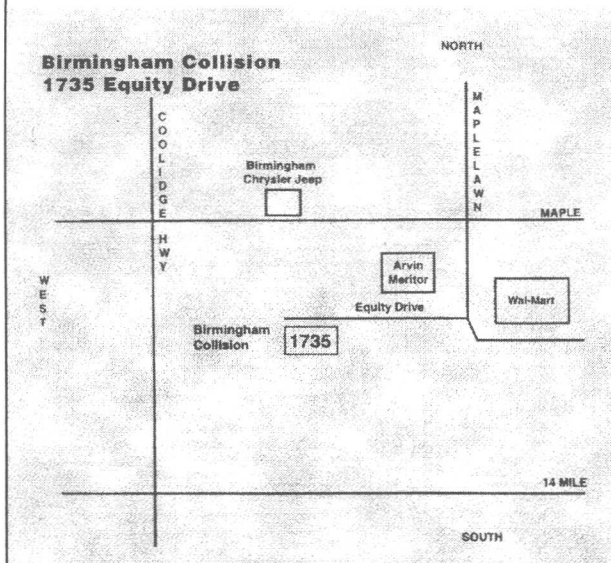 Birmingham Collision
1735 Equity Drive
NORTH
COOLIDGE HWY
MAPLELAWN
Birmingham
Chrysler Jeep
MAPLE
WEST
Arvin
Meritor
Wal-Mart
Equity Drive
Birmingham
Collision
1735
14 MILE
SOUTH